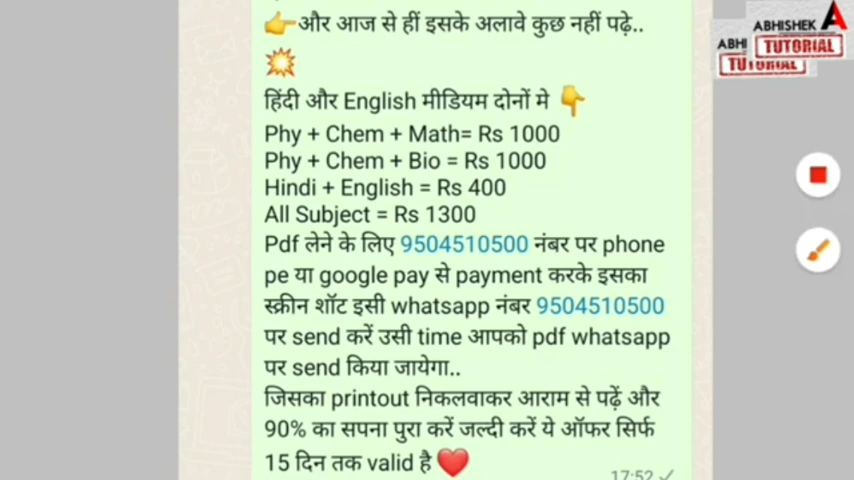 👉और आज से हीं इसके अलावे कुछ नहीं पढ़े..
💥
हिंदी और English मीडियम दोनों मे 👇
Phy + Chem + Math= Rs 1000
Phy + Chem + Bio = Rs 1000
Hindi + English = Rs 400
All Subject = Rs 1300
Pdf लेने के लिए 9504510500 नंबर पर phone
pe या google pay से payment करके इसका
स्क्रीन शॉट इसी whatsapp नंबर 9504510500
पर send करें उसी time आपको pdf whatsapp
पर send किया जायेगा..
जिसका printout निकलवाकर आराम से पढ़ें और
90% का सपना पुरा करें जल्दी करें ये ऑफर सिर्फ
15 दिन तक valid है ❤️
17:52 ✓
ABHISHEK A
TUTORIAL
ABHI
TUTORIAL